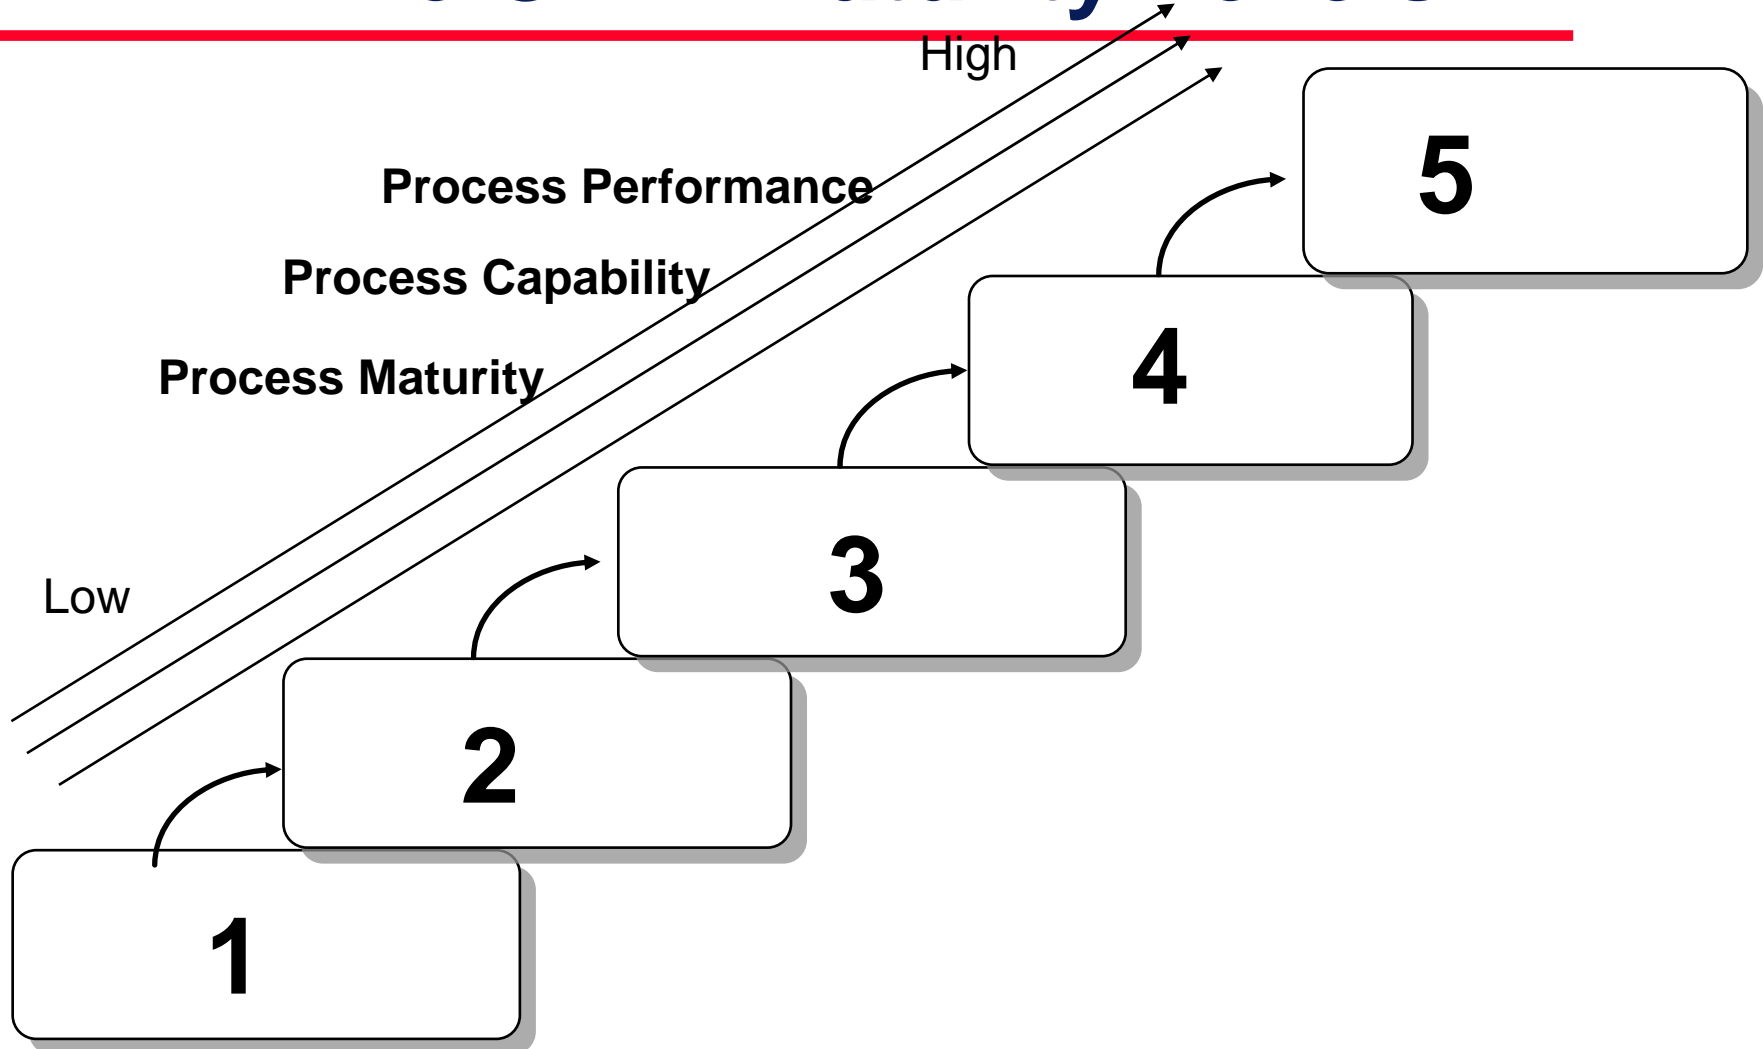 High
5
Process Performance
Process Capability
4
Process Maturity
3
Low
2
1